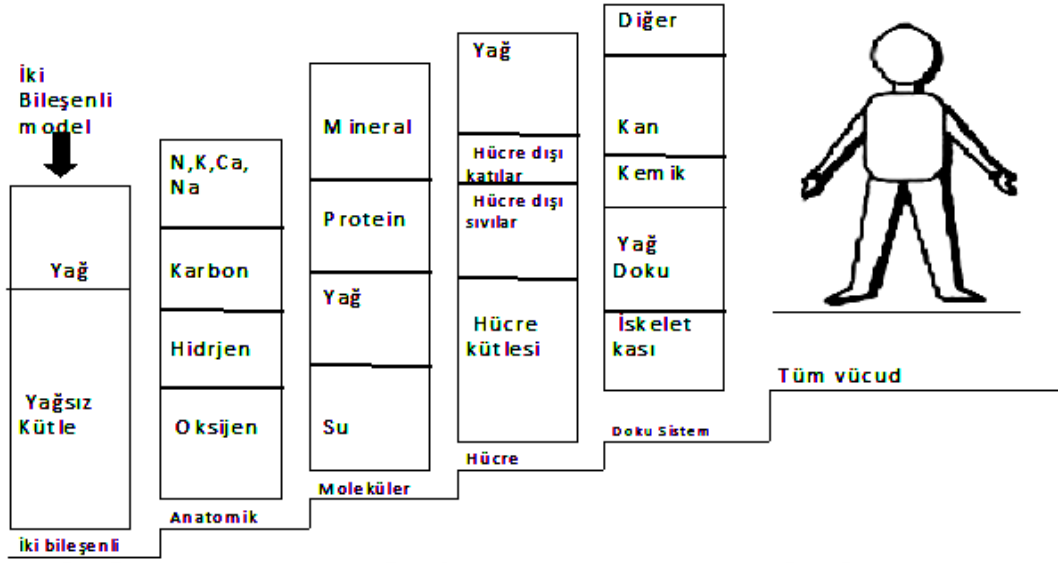 İki
Bileşenli
model
Yağ
Yağsız
Kütle
İki bileşenli
N,K,Ca,
Na
Karbon
Hidrjen
Oksijen
Anatomik
Mineral
Protein
Yağ
Su
Moleküler
Yağ
Hücre dışı
katılar
Hücre dışı
sıvılar
Hücre
kütlesi
Hücre
Diğer
Kan
Kemik
Yağ
Doku
İskelet
kası
Doku Sistem
Tüm vücud